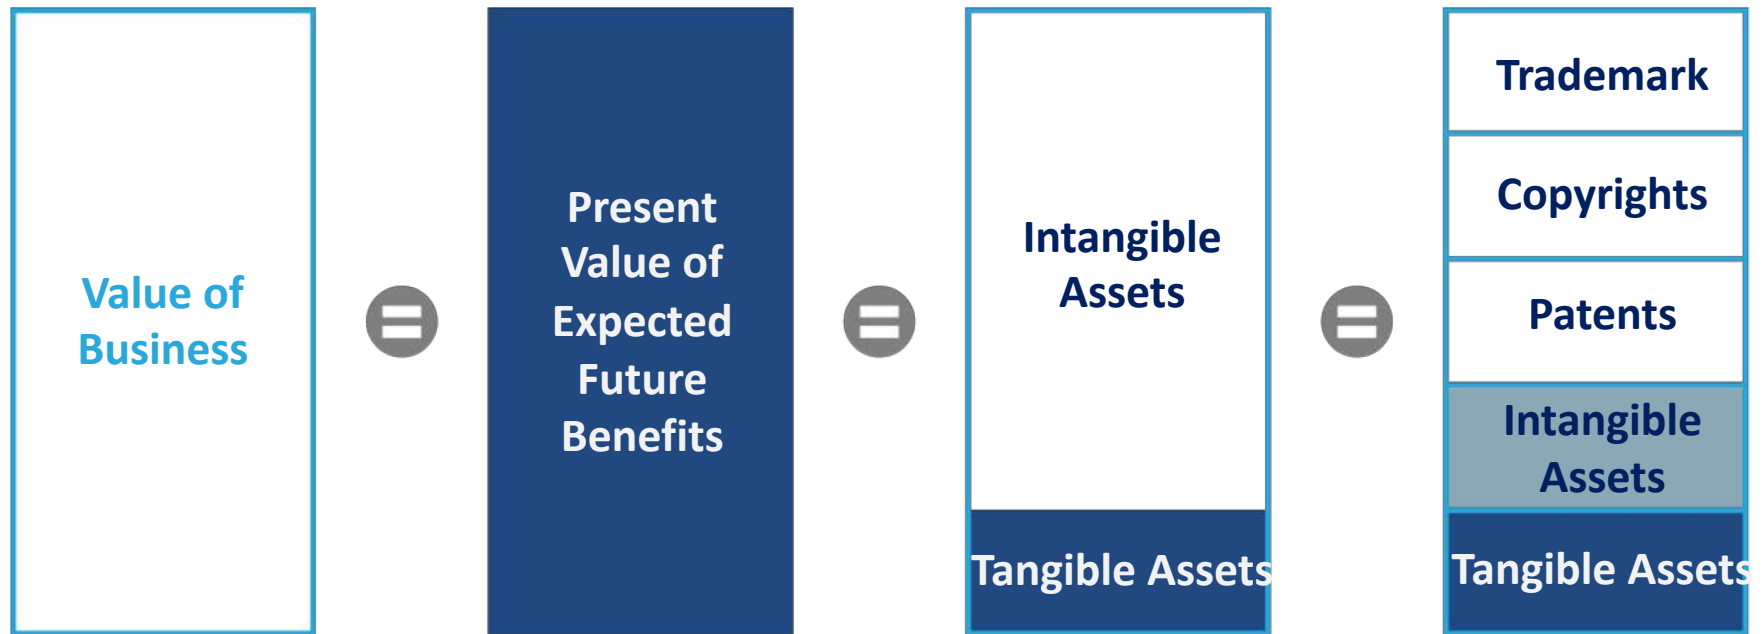 Value of
Business
Present
Value of
Expected
Future
Benefits
Intangible
Assets
Tangible Assets
Trademark
Copyrights
Patents
Intangible
Assets
Tangible Assets